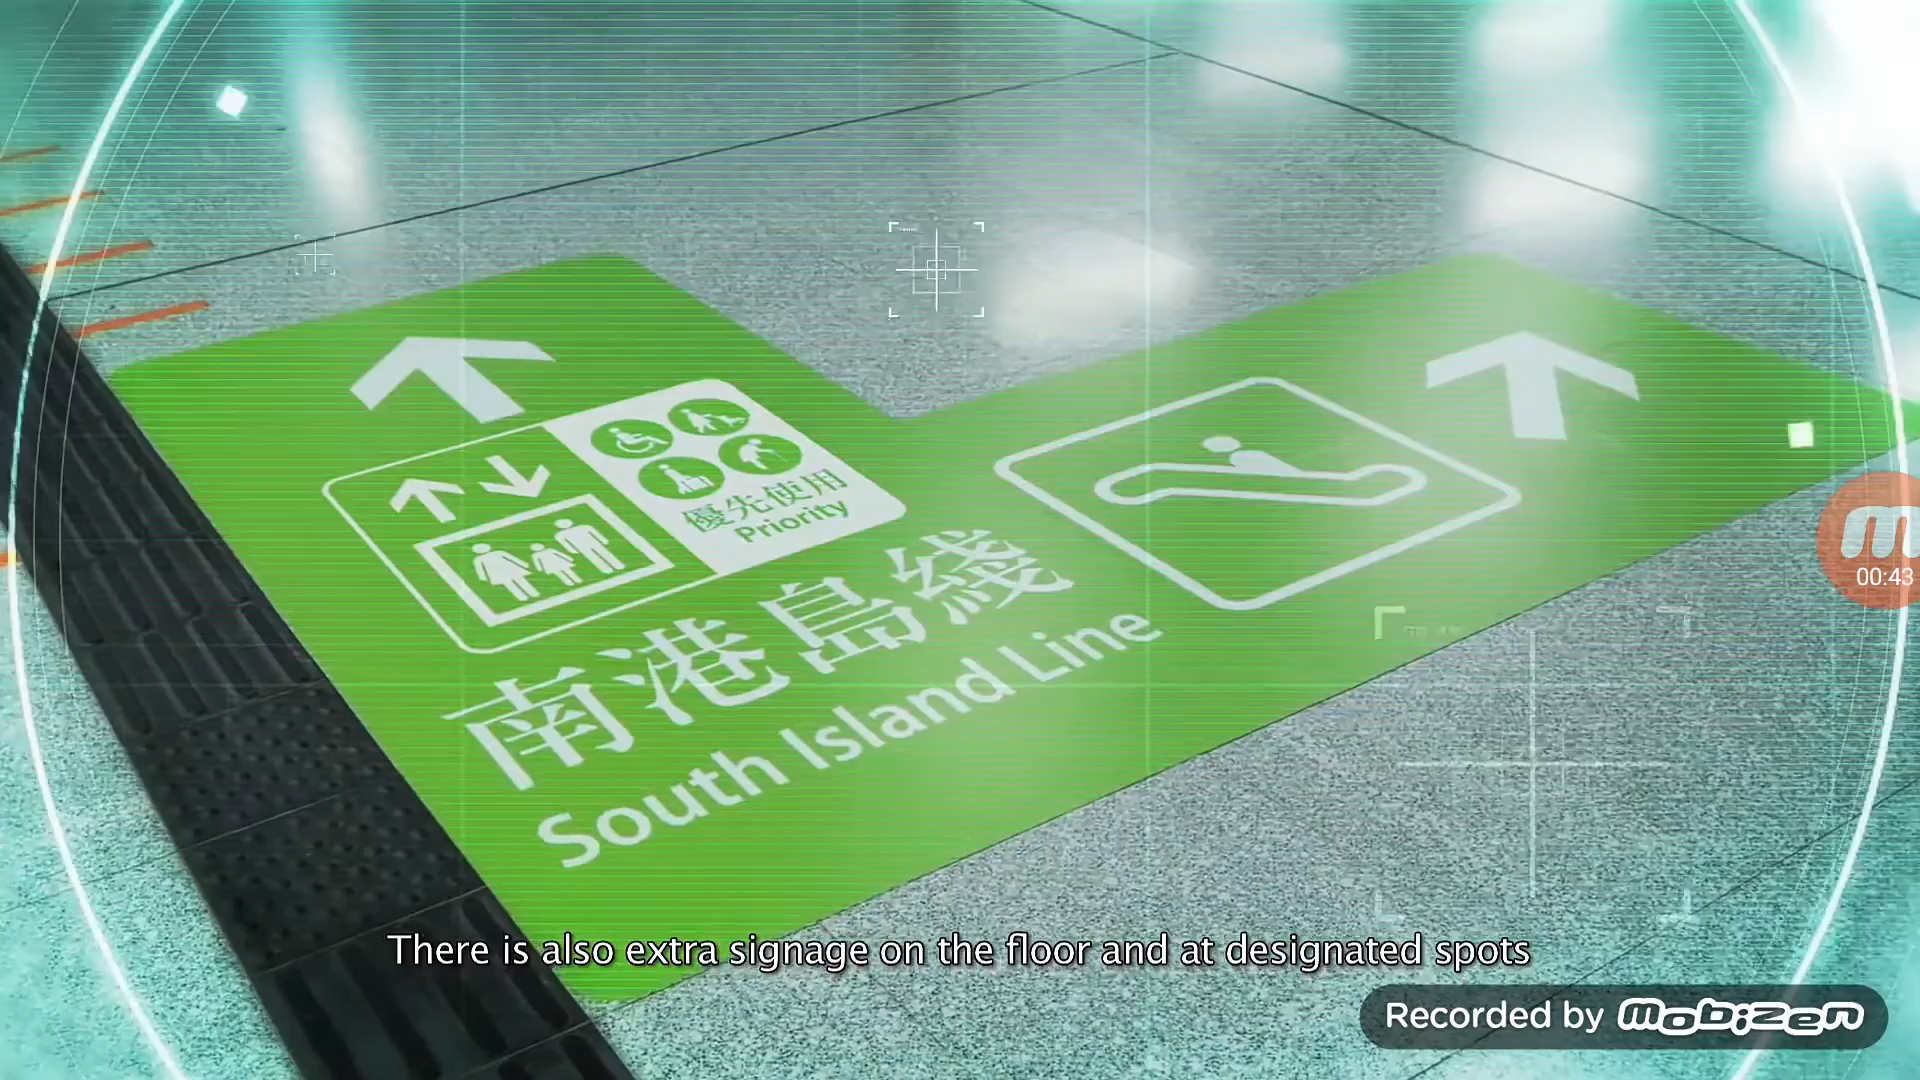 優先使用
Priority
南港島綫
South Island Line
00:43
There is also extra signage on the floor and at designated spots
Recorded by mobizen